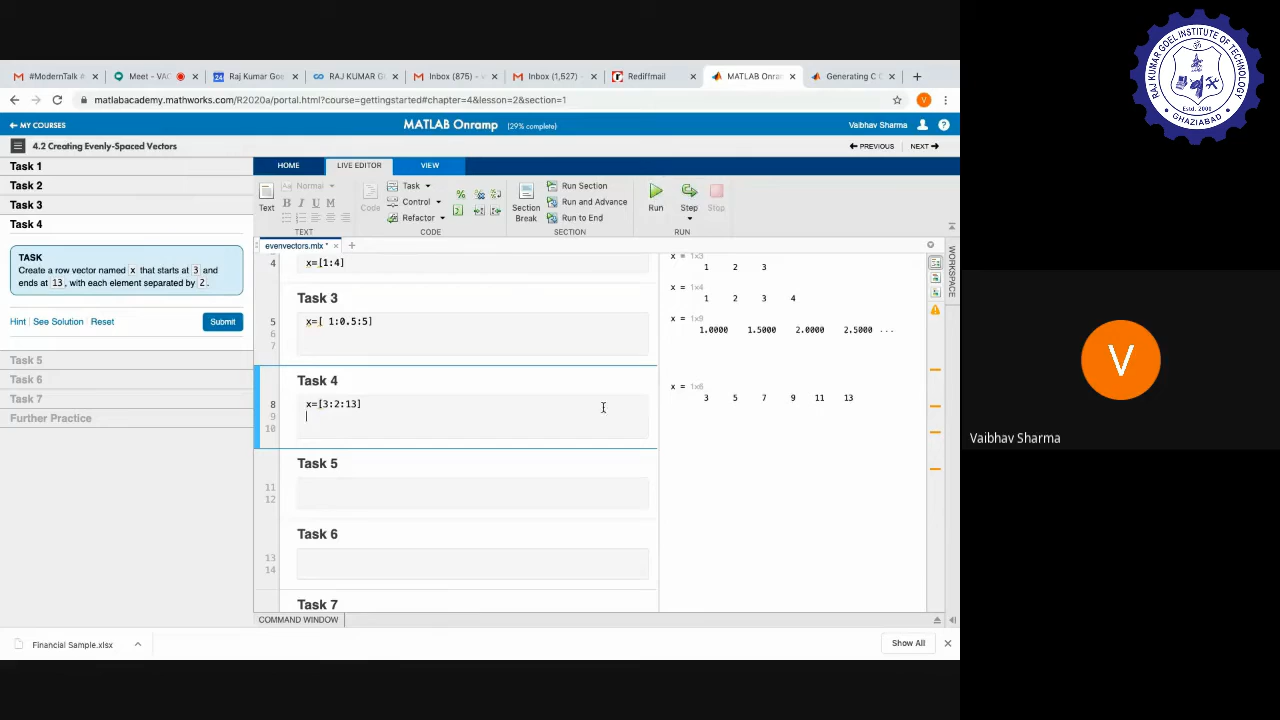 #ModernTalk
Meet - VAC
Raj Kumar Goe
RAJ KUMAR G
Inbox (875) - v
Inbox (1,527) -
Rediffmail
MATLAB Onra
Generating C C
matlabacademy.mathworks.com/R2020a/portal.html?course=gettingstarted#chapter=4&lesson=2&section=1
V
MY COURSES
MATLAB Onramp (29% complete)
Vaibhav Sharma
4.2 Creating Evenly-Spaced Vectors
PREVIOUS
NEXT
Task 1
Task 2
Task 3
Task 4
TASK
Create a row vector named x that starts at 3 and
ends at 13, with each element separated by 2.
Hint
See Solution
Reset
Submit
Task 5
Task 6
Task 7
Further Practice
HOME
LIVE EDITOR
VIEW
Text
Normal
B I U M
TEXT
Code
Task
Control
Refactor
CODE
Section
Break
Run Section
Run and Advance
Run to End
SECTION
Run
Step
Stop
RUN
evenvectors.mlx *
4 x=[1:4]
Task 3
5 x=[ 1:0.5:5]
6
7
Task 4
8 x=[3:2:13]
9
10
Task 5
11
12
Task 6
13
14
Task 7
x = 1x3
1 2 3
x = 1x4
1 2 3 4
x = 1x9
1.0000 1.5000 2.0000 2.5000 ...
x = 1x6
3 5 7 9 11 13
WORKSPACE
COMMAND WINDOW
Financial Sample.xlsx
Show All
RAJ KUMAR GOEL INSTITUTE OF TECHNOLOGY
Estd. 2000
GHAZIABAD
V
Vaibhav Sharma